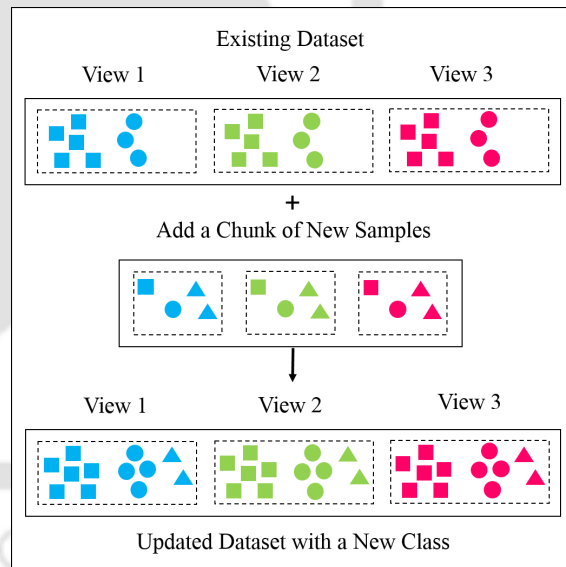 Existing Dataset
View 1 View 2 View 3
+
Add a Chunk of New Samples
View 1 View 2 View 3
Updated Dataset with a New Class